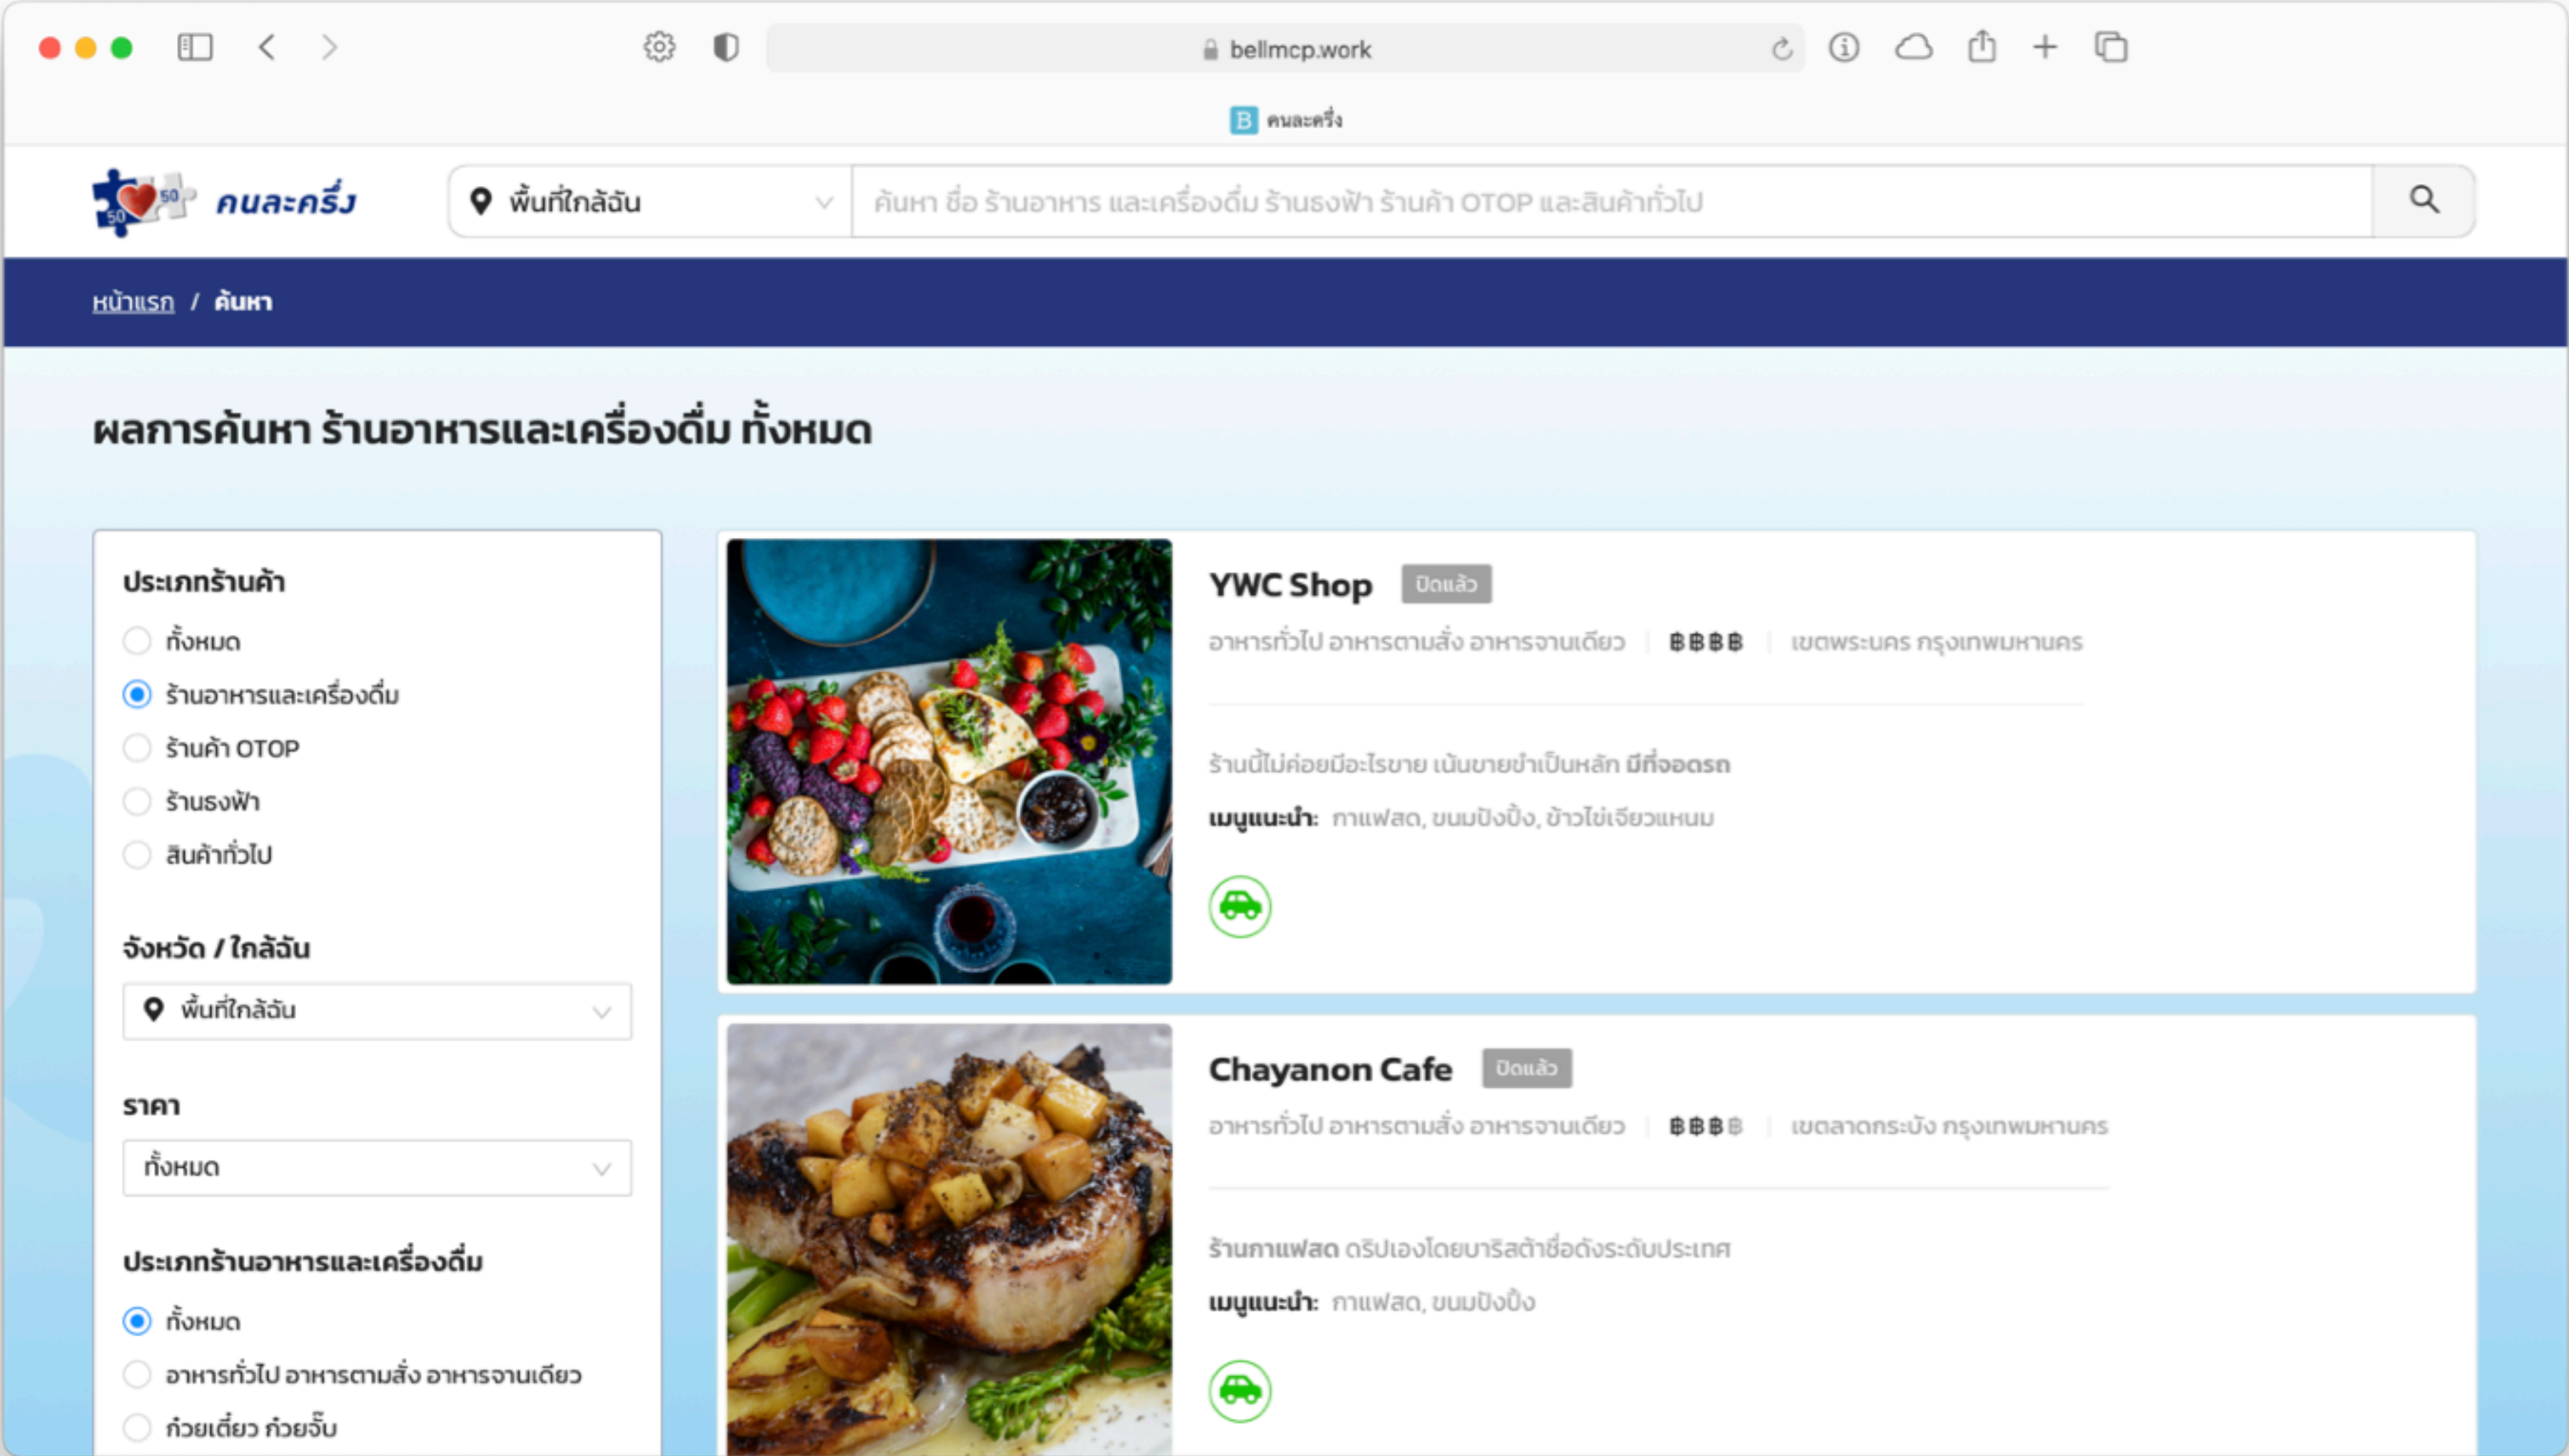 bellmcp.work
B คนละครึ่ง
50 50 คนละครึ่ง
พื้นที่ใกล้ฉัน
ค้นหา ชื่อ ร้านอาหาร และเครื่องดื่ม ร้านธงฟ้า ร้านค้า OTOP และสินค้าทั่วไป
หน้าแรก / ค้นหา
ผลการค้นหา ร้านอาหารและเครื่องดื่ม ทั้งหมด
ประเภทร้านค้า
ทั้งหมด
ร้านอาหารและเครื่องดื่ม
ร้านค้า OTOP
ร้านธงฟ้า
สินค้าทั่วไป
จังหวัด / ใกล้ฉัน
พื้นที่ใกล้ฉัน
ราคา
ทั้งหมด
ประเภทร้านอาหารและเครื่องดื่ม
ทั้งหมด
อาหารทั่วไป อาหารตามสั่ง อาหารจานเดียว
ก๋วยเตี๋ยว ก๋วยจั๊บ
YWC Shop ปิดแล้ว
อาหารทั่วไป อาหารตามสั่ง อาหารจานเดียว | ฿฿฿฿ | เขตพระนคร กรุงเทพมหานคร
ร้านนี้ไม่ค่อยมีอะไรขาย เน้นขายขำเป็นหลัก มีที่จอดรถ
เมนูแนะนำ: กาแฟสด, ขนมปังปิ้ง, ข้าวไข่เจียวแหนม
Chayanon Cafe ปิดแล้ว
อาหารทั่วไป อาหารตามสั่ง อาหารจานเดียว | ฿฿฿฿ | เขตลาดกระบัง กรุงเทพมหานคร
ร้านกาแฟสด ดริปเองโดยบาริสต้าชื่อดังระดับประเทศ
เมนูแนะนำ: กาแฟสด, ขนมปังปิ้ง